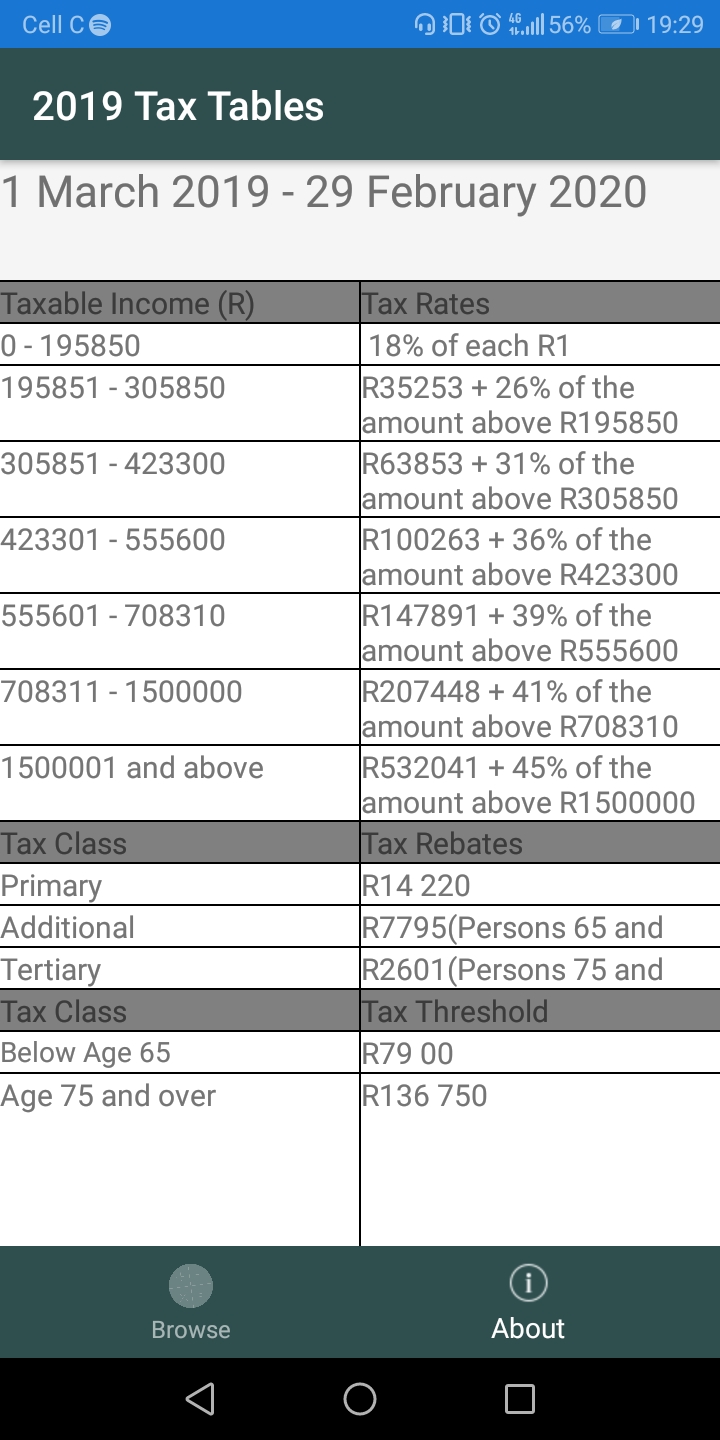 Cell C 4G 56% 19:29
2019 Tax Tables
1 March 2019 - 29 February 2020
Taxable Income (R) Tax Rates
0 - 195850 18% of each R1
195851 - 305850 R35253 + 26% of the
amount above R195850
305851 - 423300 R63853 + 31% of the
amount above R305850
423301 - 555600 R100263 + 36% of the
amount above R423300
555601 - 708310 R147891 + 39% of the
amount above R555600
708311 - 1500000 R207448 + 41% of the
amount above R708310
1500001 and above R532041 + 45% of the
amount above R1500000
Tax Class Tax Rebates
Primary R14 220
Additional R7795(Persons 65 and
Tertiary R2601(Persons 75 and
Tax Class Tax Threshold
Below Age 65 R79 00
Age 75 and over R136 750
Browse About